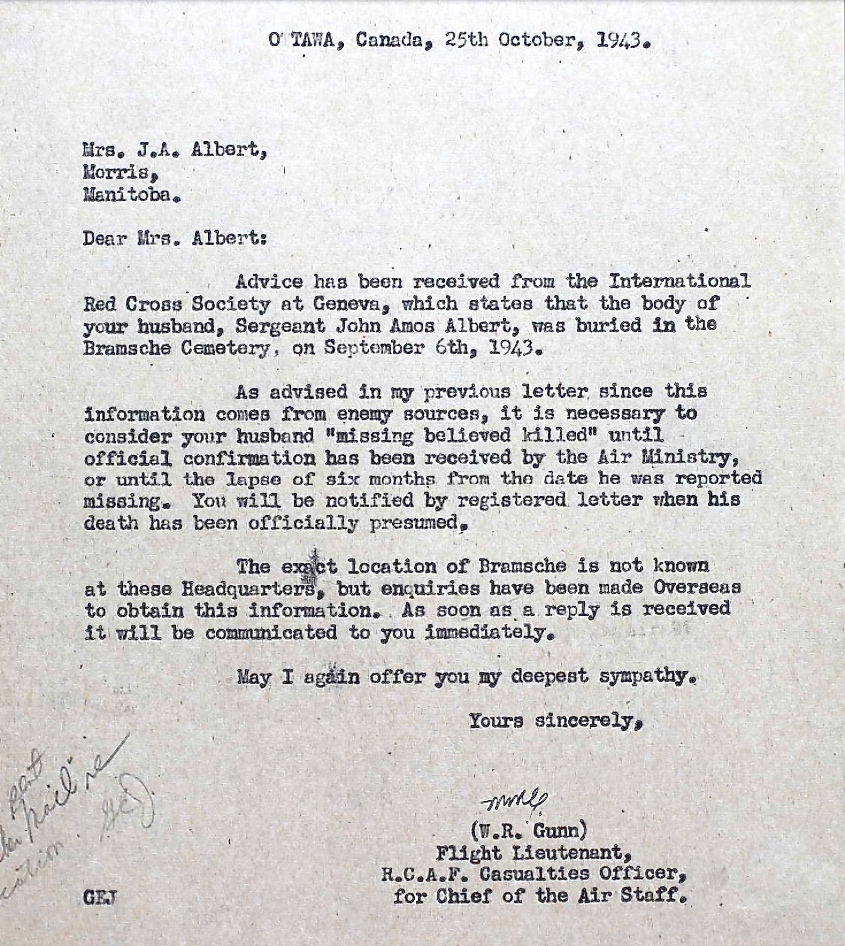 O'TAWA, Canada, 25th October, 1943.
Mrs. J.A. Albert,
Morris,
Manitoba.
Dear Mrs. Albert:
Advice has been received from the International
Red Cross Society at Geneva, which states that the body of
your husband, Sergeant John Amos Albert, was buried in the
Bramsche Cemetery, on September 6th, 1943.
As advised in my previous letter since this
information comes from enemy sources, it is necessary to
consider your husband "missing believed killed" until
official confirmation has been received by the Air Ministry,
or until the lapse of six months from the date he was reported
missing. You will be notified by registered letter when his
death has been officially presumed.
The exact location of Bramsche is not known
at these Headquarters, but enquiries have been made Overseas
to obtain this information. As soon as a reply is received
it will be communicated to you immediately.
May I again offer you my deepest sympathy.
Yours sincerely,
(W.R. Gunn)
Flight Lieutenant,
R.C.A.F. Casualties Officer,
for Chief of the Air Staff.
GEJ